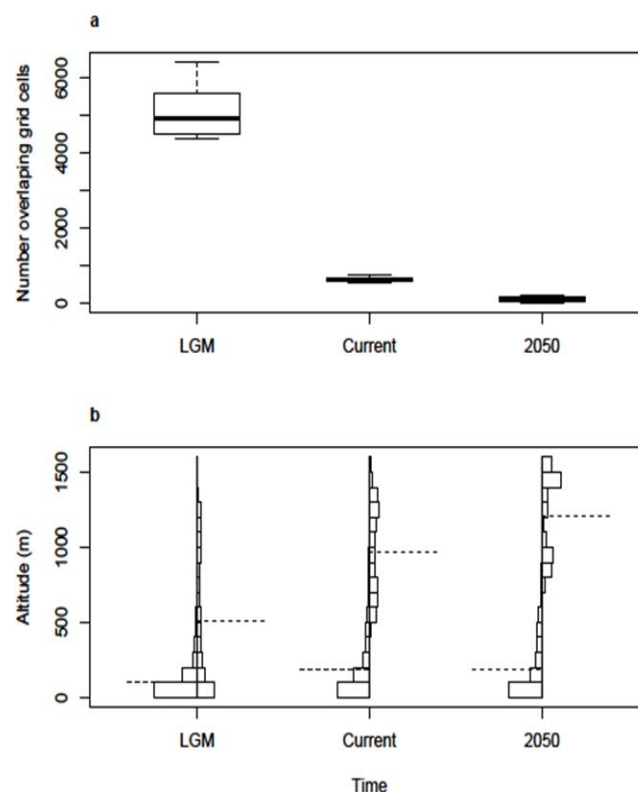 a
Number overlaping grid cells
6000
4000
2000
0
LGM Current 2050
b
Altitude (m)
1500
1000
500
0
LGM Current 2050
Time